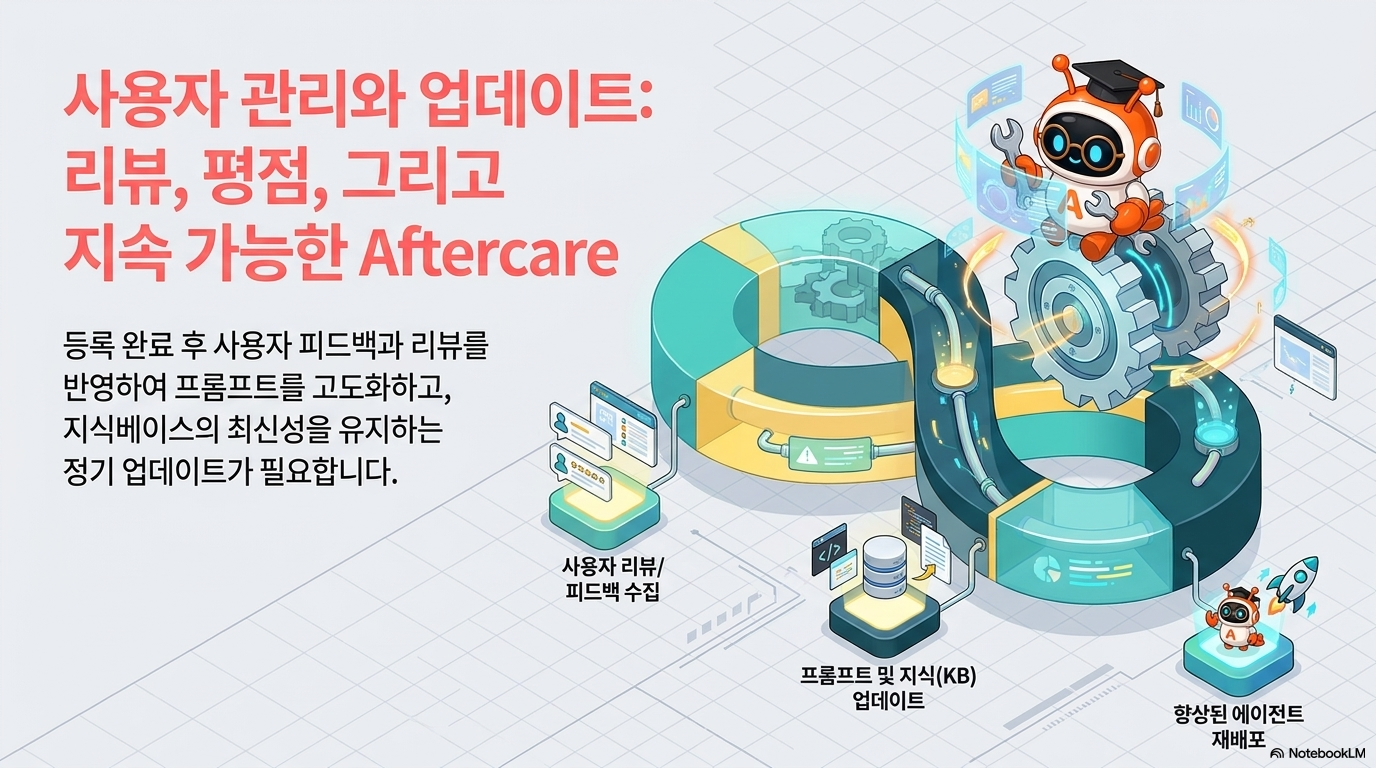 사용자 관리와 업데이트:
리뷰, 평점, 그리고
지속 가능한 Aftercare
등록 완료 후 사용자 피드백과 리뷰를
반영하여 프롬프트를 고도화하고,
지식베이스의 최신성을 유지하는
정기 업데이트가 필요합니다.
A
</>
사용자 리뷰/
피드백 수집
프롬프트 및 지식(KB)
업데이트
A
향상된 에이전트
재배포
NotebookLM